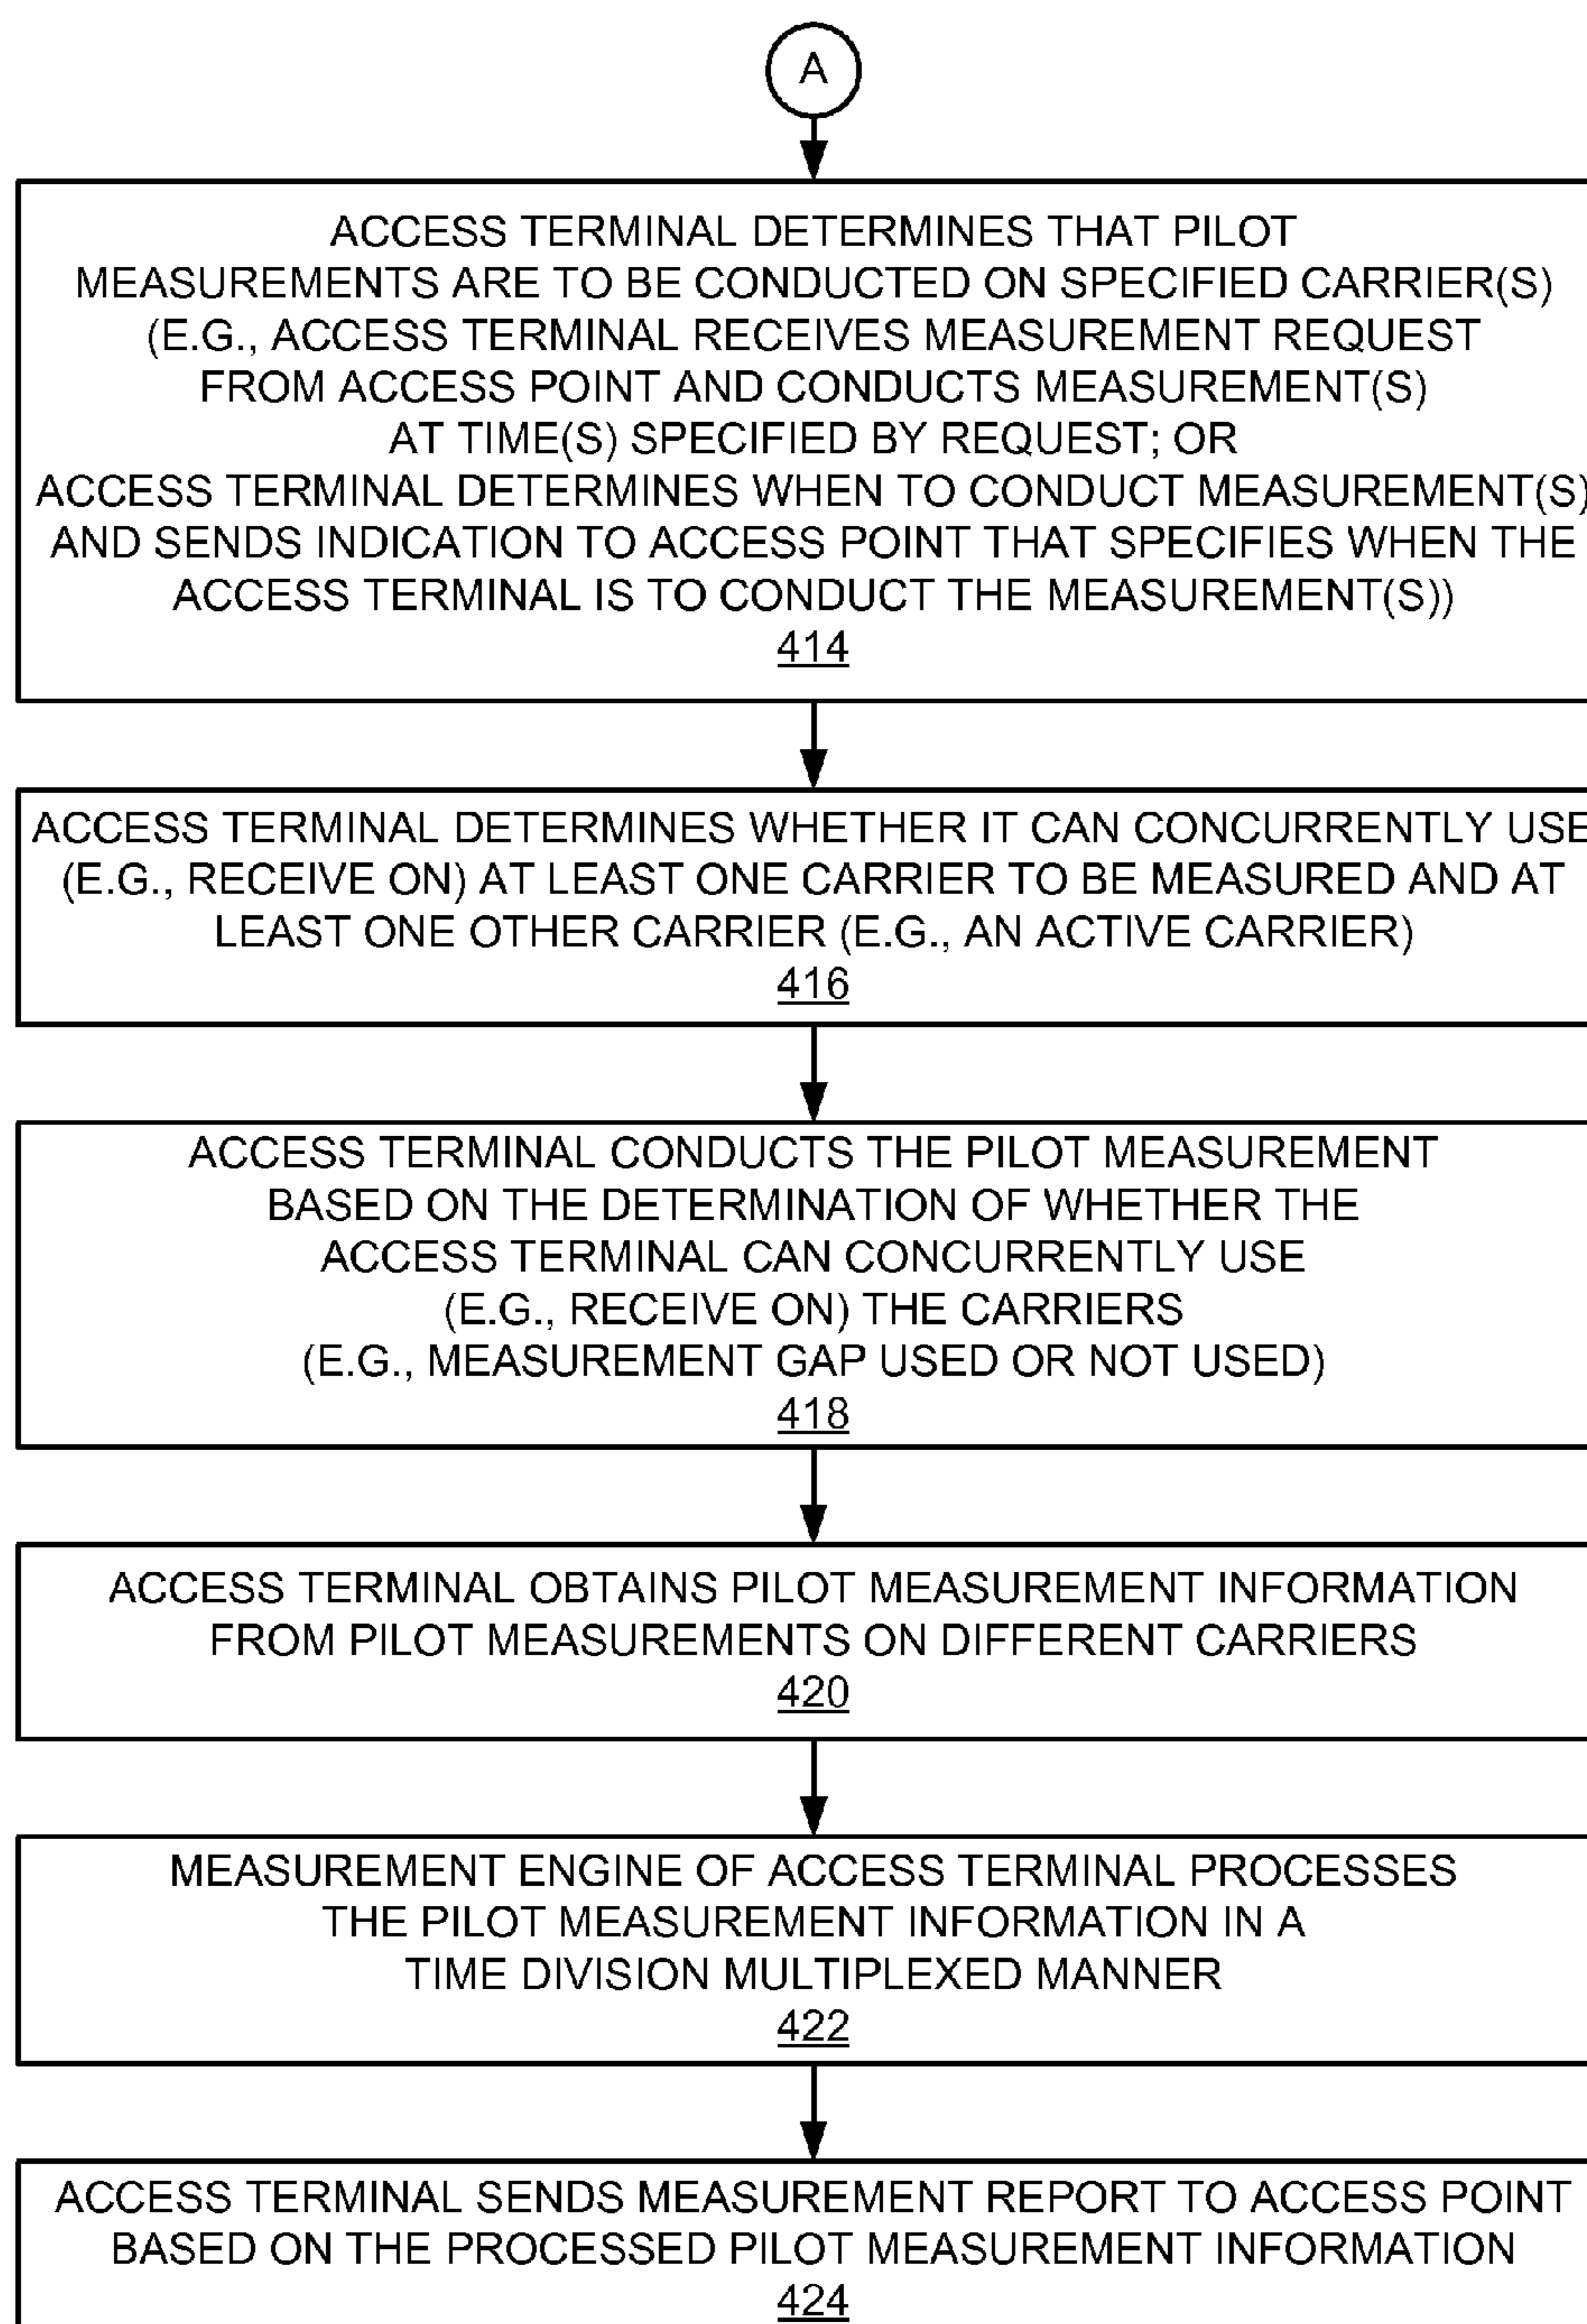 A
ACCESS TERMINAL DETERMINES THAT PILOT
MEASUREMENTS ARE TO BE CONDUCTED ON SPECIFIED CARRIER(S)
(E.G., ACCESS TERMINAL RECEIVES MEASUREMENT REQUEST
FROM ACCESS POINT AND CONDUCTS MEASUREMENT(S)
AT TIME(S) SPECIFIED BY REQUEST; OR
ACCESS TERMINAL DETERMINES WHEN TO CONDUCT MEASUREMENT(S)
AND SENDS INDICATION TO ACCESS POINT THAT SPECIFIES WHEN THE
ACCESS TERMINAL IS TO CONDUCT THE MEASUREMENT(S))
414
ACCESS TERMINAL DETERMINES WHETHER IT CAN CONCURRENTLY USE
(E.G., RECEIVE ON) AT LEAST ONE CARRIER TO BE MEASURED AND AT
LEAST ONE OTHER CARRIER (E.G., AN ACTIVE CARRIER)
416
ACCESS TERMINAL CONDUCTS THE PILOT MEASUREMENT
BASED ON THE DETERMINATION OF WHETHER THE
ACCESS TERMINAL CAN CONCURRENTLY USE
(E.G., RECEIVE ON) THE CARRIERS
(E.G., MEASUREMENT GAP USED OR NOT USED)
418
ACCESS TERMINAL OBTAINS PILOT MEASUREMENT INFORMATION
FROM PILOT MEASUREMENTS ON DIFFERENT CARRIERS
420
MEASUREMENT ENGINE OF ACCESS TERMINAL PROCESSES
THE PILOT MEASUREMENT INFORMATION IN A
TIME DIVISION MULTIPLEXED MANNER
422
ACCESS TERMINAL SENDS MEASUREMENT REPORT TO ACCESS POINT
BASED ON THE PROCESSED PILOT MEASUREMENT INFORMATION
424